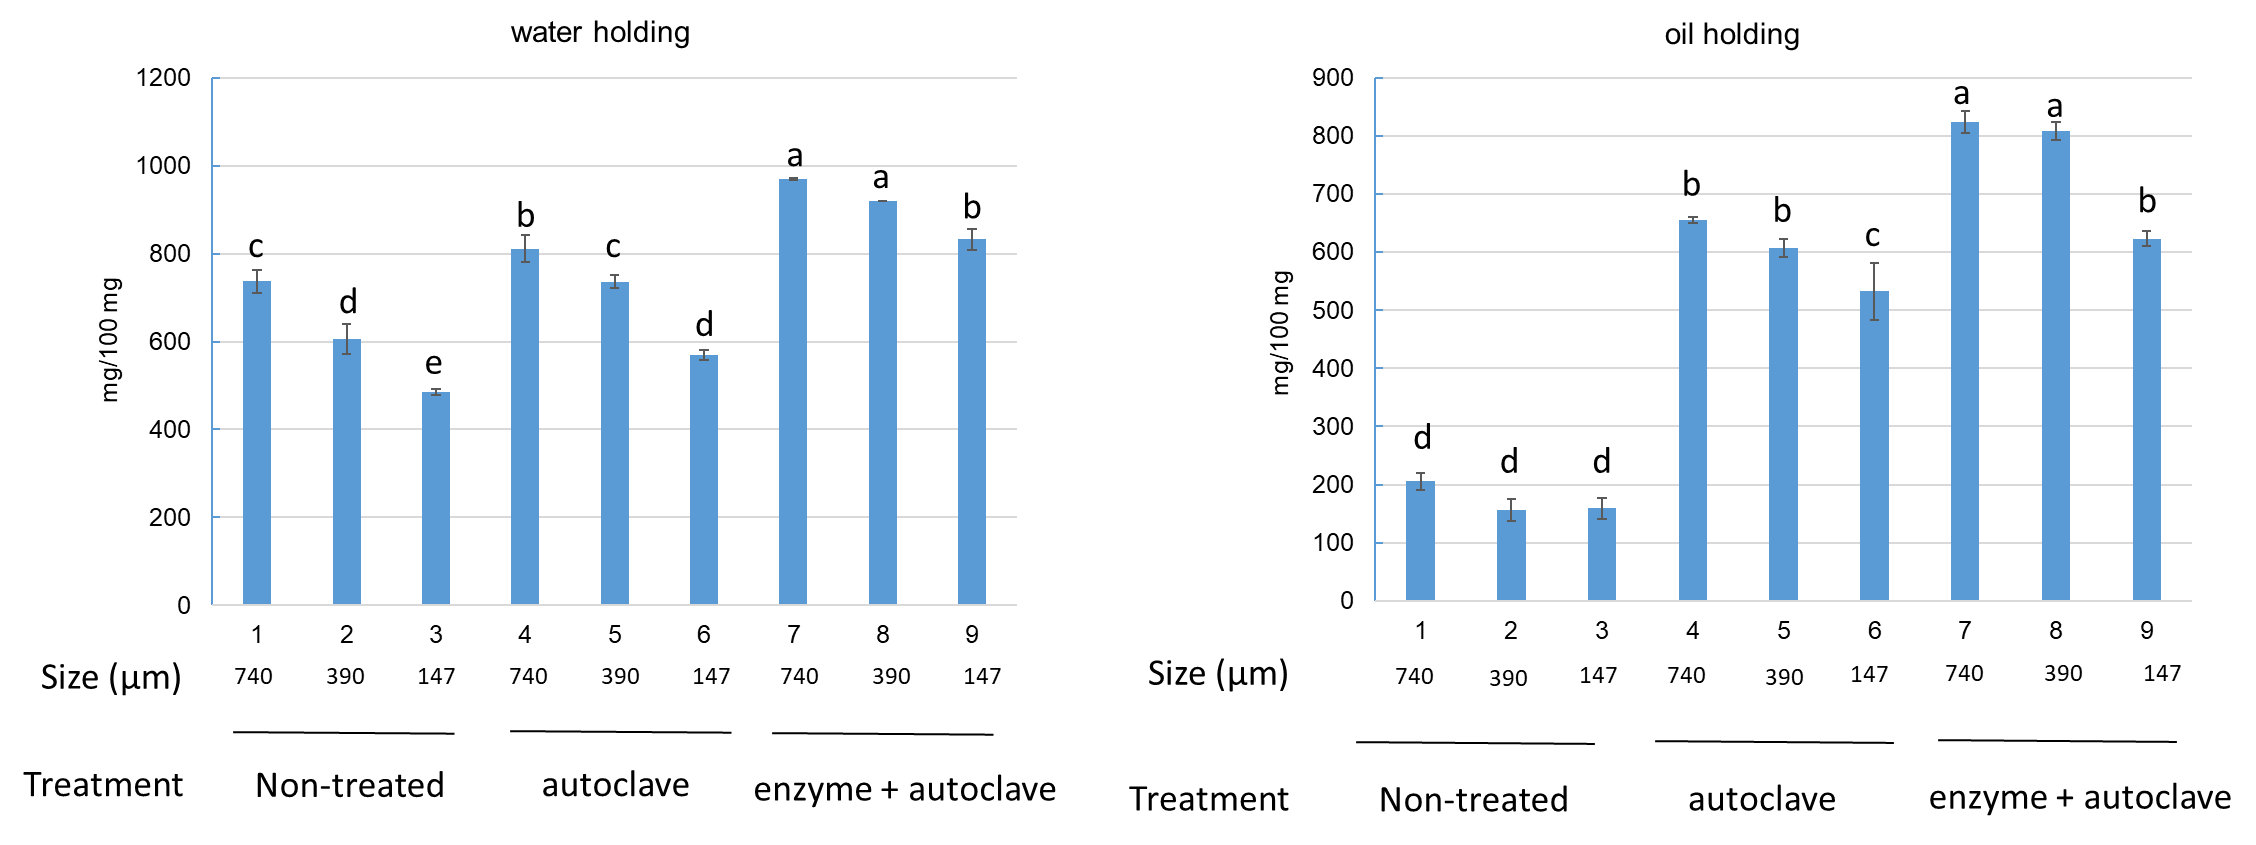 water holding
1200
1000
800
600
400
200
0
mg/100 mg
c d e b c d a a b
1 2 3 4 5 6 7 8 9
Size (µm) 740 390 147 740 390 147 740 390 147
Treatment Non-treated autoclave enzyme + autoclave
oil holding
900
800
700
600
500
400
300
200
100
0
mg/100 mg
d d d b b c a a b
1 2 3 4 5 6 7 8 9
Size (µm) 740 390 147 740 390 147 740 390 147
Treatment Non-treated autoclave enzyme + autoclave